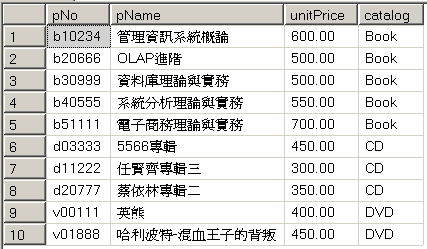 pNo pName unitPrice catalog
1 b10234 管理資訊系統概論 600.00 Book
2 b20666 OLAP進階 500.00 Book
3 b30999 資料庫理論與實務 500.00 Book
4 b40555 系統分析理論與實務 550.00 Book
5 b51111 電子商務理論與實務 700.00 Book
6 d03333 5566專輯 450.00 CD
7 d11222 任賢齊專輯三 300.00 CD
8 d20777 蔡依林專輯二 350.00 CD
9 v00111 英熊 400.00 DVD
10 v01888 哈利波特-混血王子的背叛 450.00 DVD